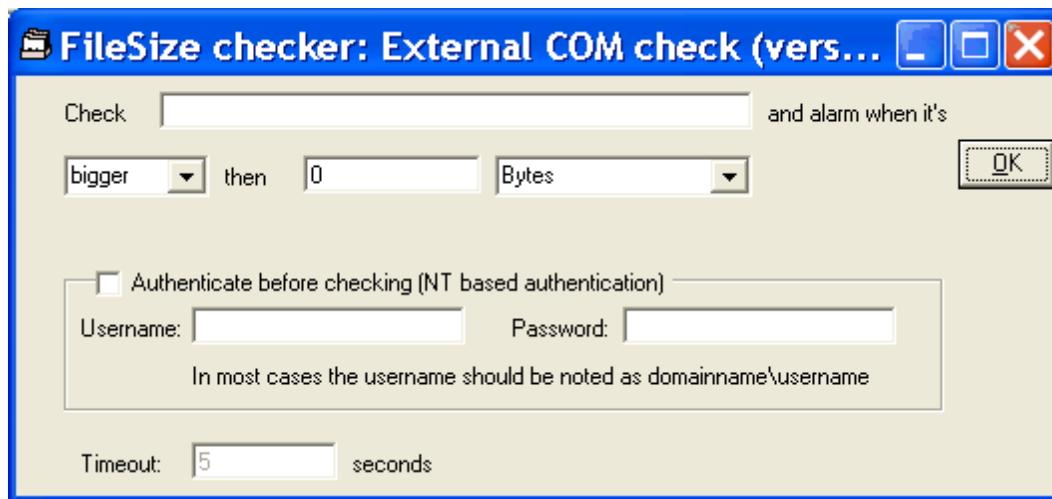 FileSize checker: External COM check (vers...
Check and alarm when it's
bigger then 0 Bytes OK
Authenticate before checking (NT based authentication)
Username: Password:
In most cases the username should be noted as domainname\username
Timeout: 5 seconds